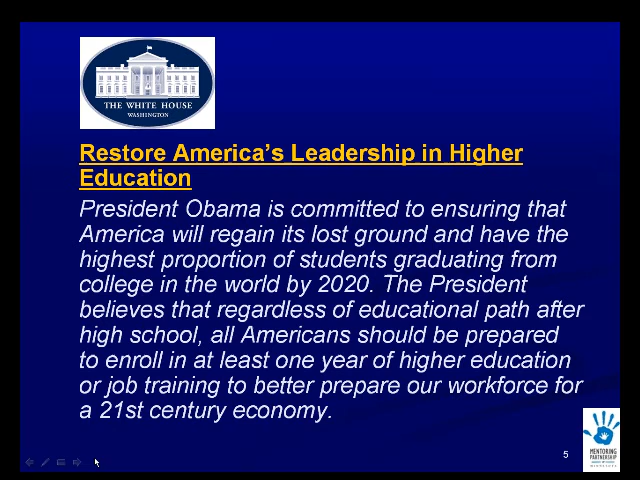 THE WHITE HOUSE
WASHINGTON
Restore America's Leadership in Higher
Education
President Obama is committed to ensuring that
America will regain its lost ground and have the
highest proportion of students graduating from
college in the world by 2020. The President
believes that regardless of educational path after
high school, all Americans should be prepared
to enroll in at least one year of higher education
or job training to better prepare our workforce for
a 21st century economy.
5
MENTORING
PARTNERSHIP